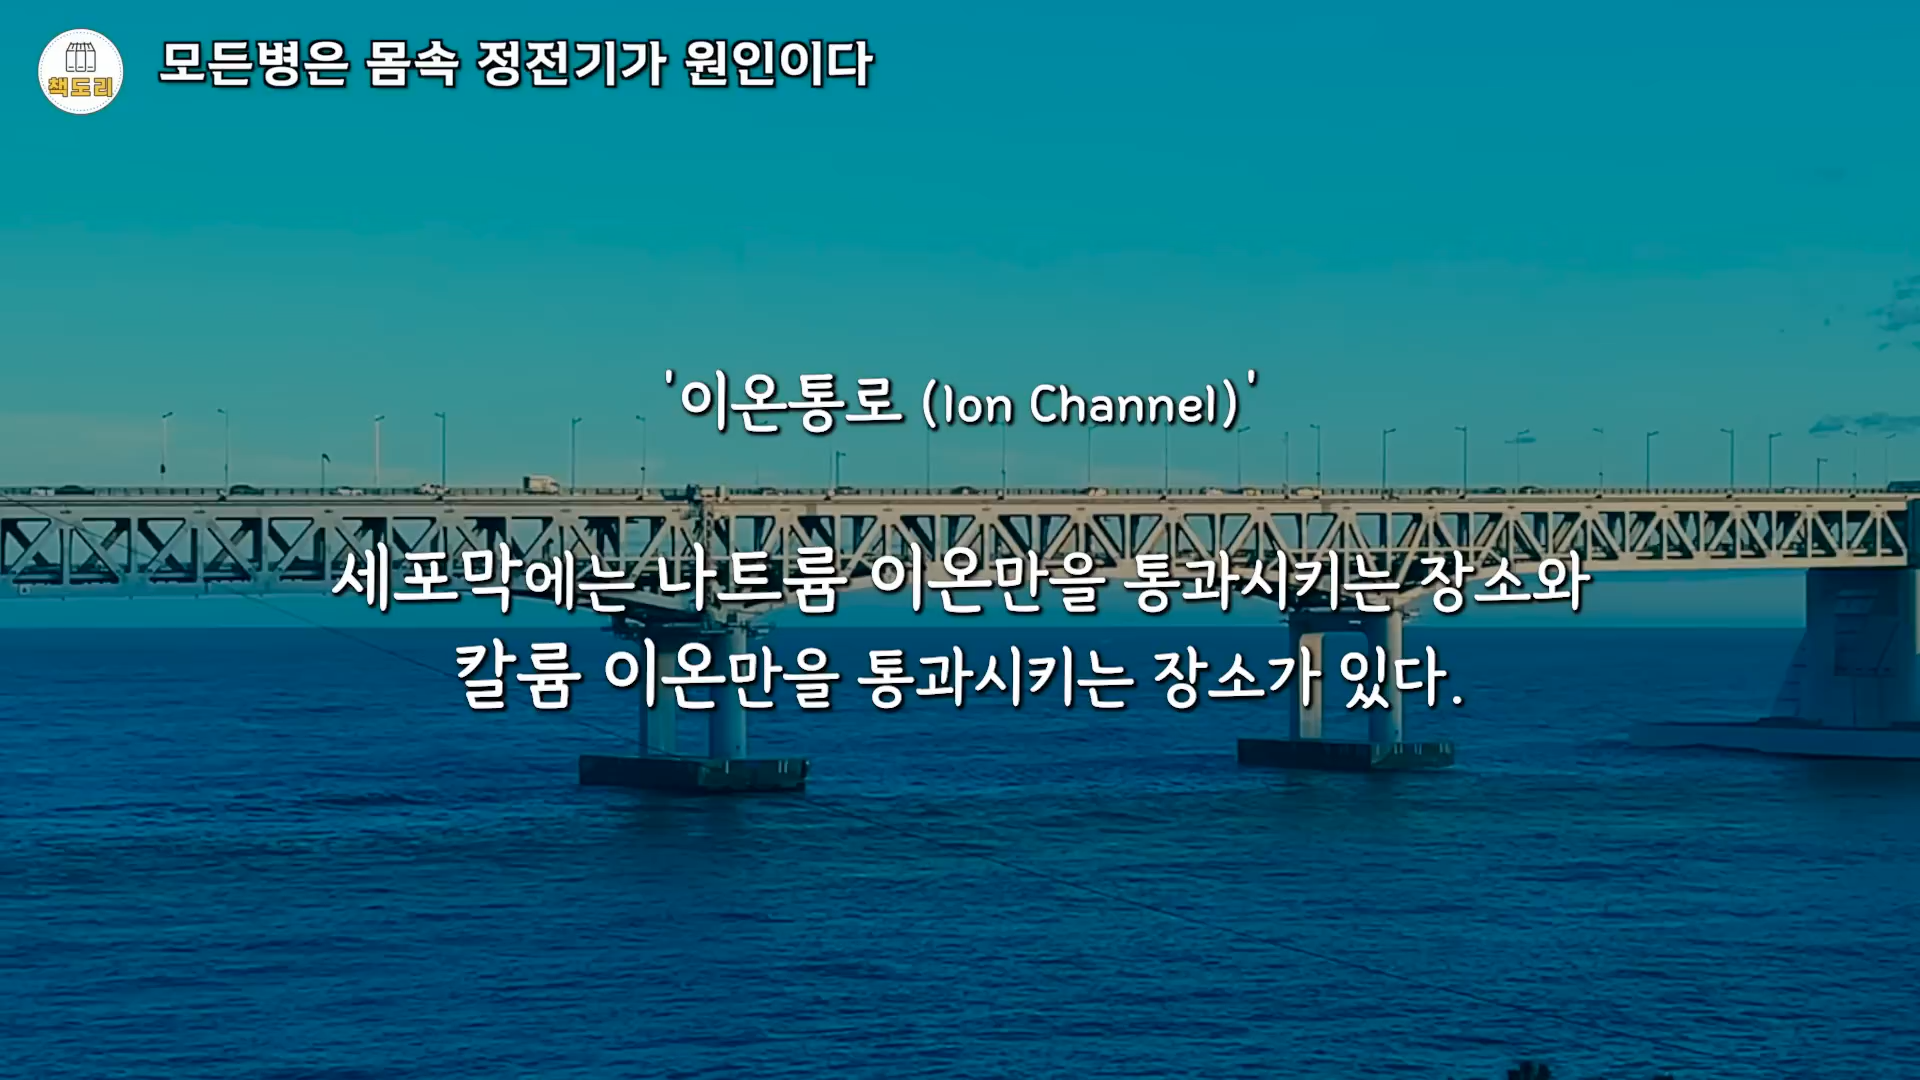 책도리
모든병은 몸속 정전기가 원인이다
'이온통로 (Ion Channel)'
세포막에는 나트륨 이온만을 통과시키는 장소와
칼륨 이온만을 통과시키는 장소가 있다.